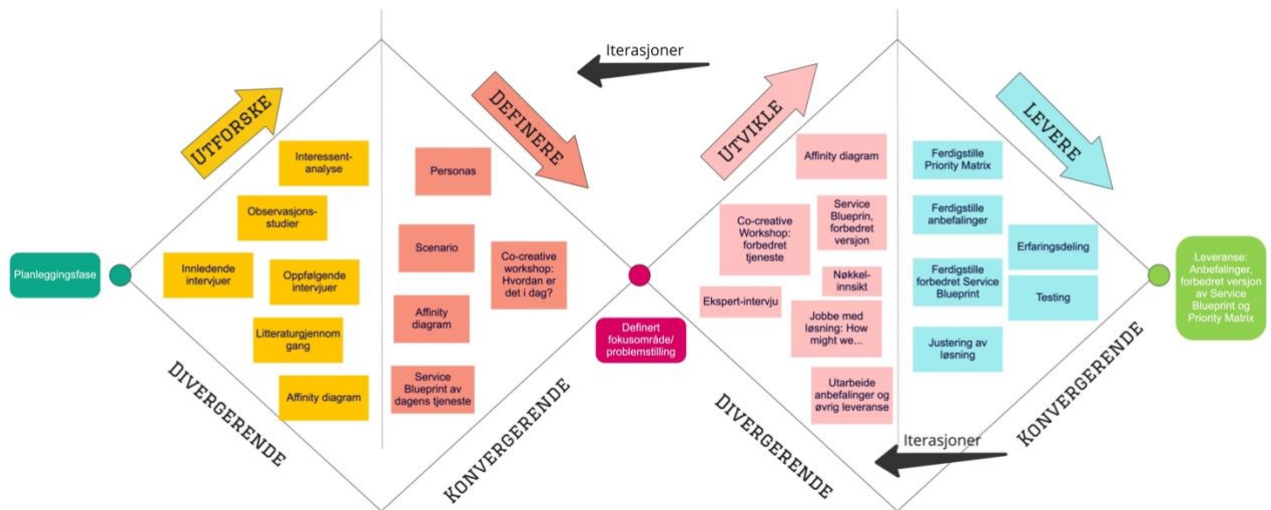 Iterasjoner
UTFORSKE
Interessent-
analyse
Observasjons-
studier
Innledende
intervjuer
Oppfølgende
intervjuer
Litteraturgjennom
gang
Affinity diagram
DIVERGERENDE
Planleggingsfase
DEFINERE
Personas
Scenario
Co-creative
workshop:
Hvordan er
det i dag?
Affinity
diagram
Service
Blueprint av
dagens tjeneste
KONVERGERENDE
Definert
fokusområde/
problemstilling
UTVIKLE
Affinity diagram
Service
Blueprin,
forbedret
versjon
Co-creative
Workshop:
forbedret
tjeneste
Nøkkel-
innsikt
Ekspert-intervju
Jobbe med
løsning: How
might we...
Utarbeide
anbefalinger og
øvrig leveranse
DIVERGERENDE
LEVERE
Ferdigstille
Priority Matrix
Ferdigstille
anbefalinger
Erfaringsdeling
Ferdigstille
forbedret Service
Blueprint
Testing
Justering av
løsning
Iterasjoner
KONVERGERENDE
Leveranse:
Anbefalinger,
forbedret versjon
av Service
Blueprint og
Priority Matrix